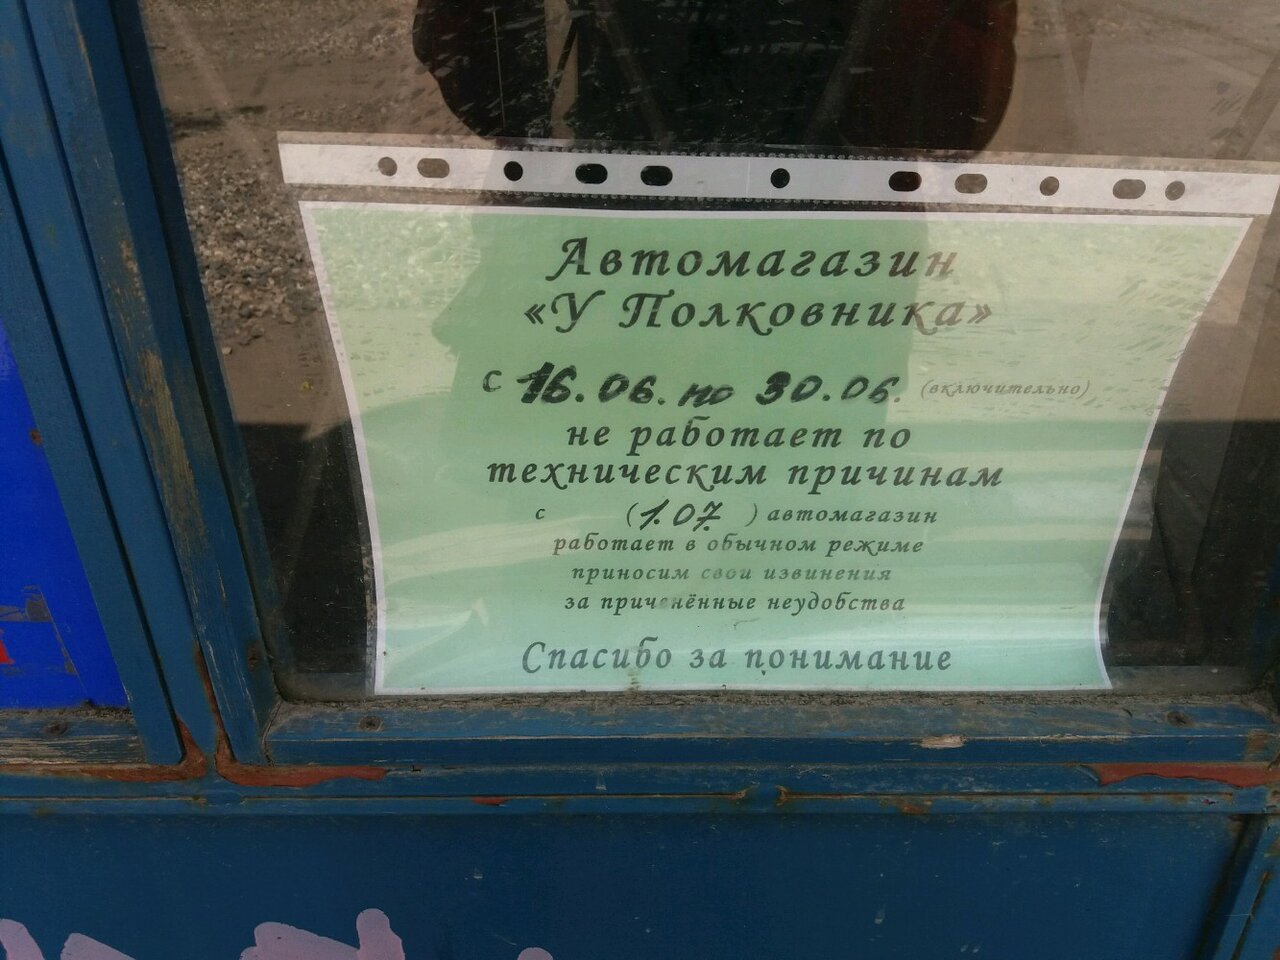 Автомагазин
«У Полковника»
с 16.06. по 30.06. (включительно)
не работает по
техническим причинам
с (1.07 ) автомагазин
работает в обычном режиме
приносим свои извинения
за приченённые неудобства
Спасибо за понимание